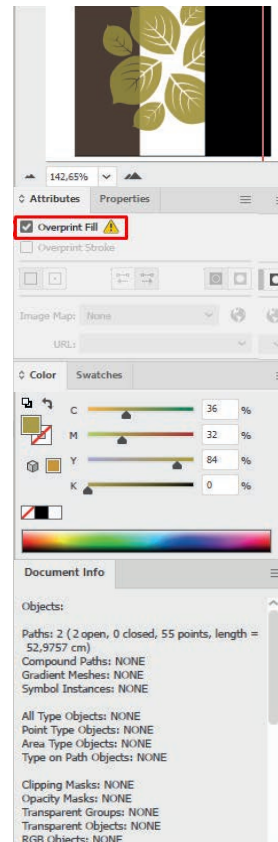 142,65%
Attributes Properties
Overprint Fill
Overprint Stroke
Image Map: None
URL:
Color Swatches
C 36 %
M 32 %
Y 84 %
K 0 %
Document Info
Objects:
Paths: 2 ( 2 open, 0 closed, 55 points, length =
52,9757 cm)
Compound Paths: NONE
Gradient Meshes: NONE
Symbol Instances: NONE
All Type Objects: NONE
Point Type Objects: NONE
Area Type Objects: NONE
Type on Path Objects: NONE
Clipping Masks: NONE
Opacity Masks: NONE
Transparent Groups: NONE
Transparent Objects: NONE
RGB Objects: NONE